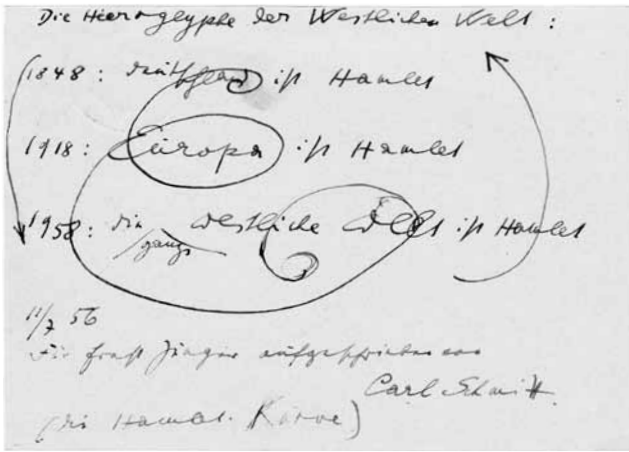 Die Hieroglyphe der Westlichen Welt :
1848 : deutschland ist Hamlet
1918 : Europa ist Hamlet
1958 : die westliche Welt ist Hamlet
ganze
11/7 56
Für Ernst Jünger aufgeschrieben von
Carl Schmitt
(die Hamlet-Kurve)